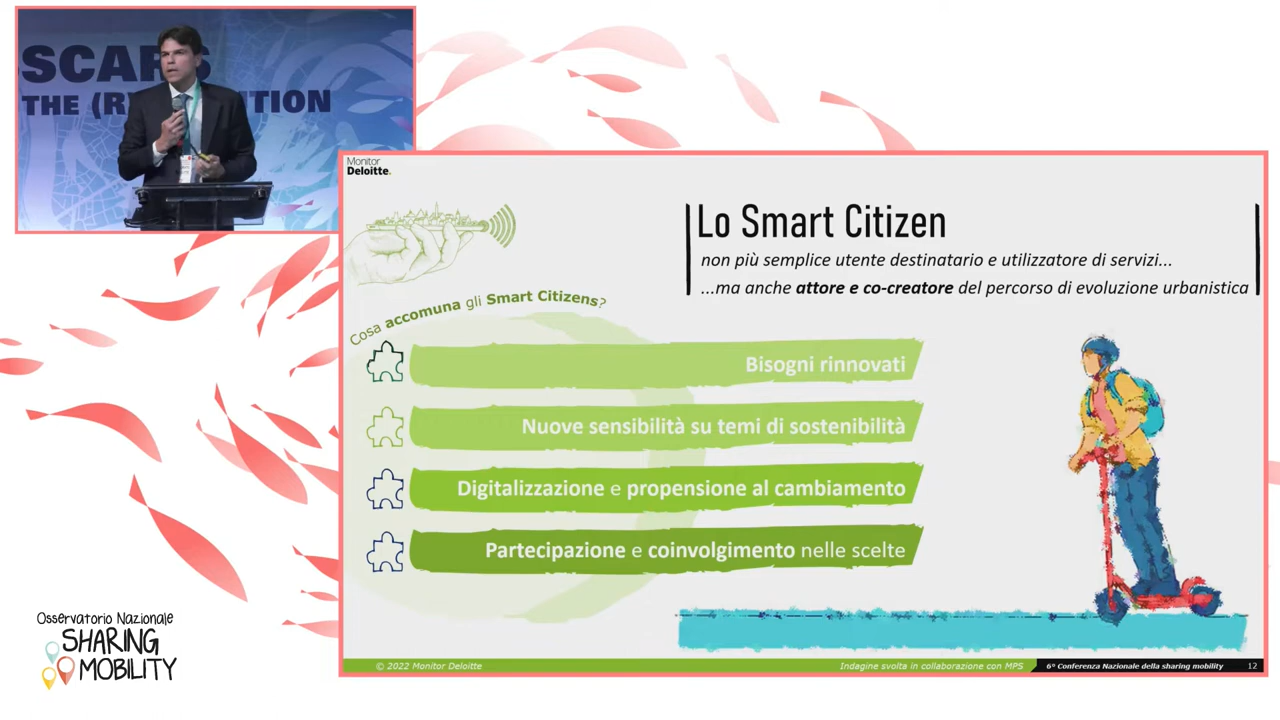 THE
Monitor
Deloitte.
Lo Smart Citizen
non più semplice utente destinatario e utilizzatore di servizi...
...ma anche attore e co-creatore del percorso di evoluzione urbanistica
Cosa accomuna gli Smart Citizens?
Bisogni rinnovati
Nuove sensibilità su temi di sostenibilità
Digitalizzazione e propensione al cambiamento
Partecipazione e coinvolgimento nelle scelte
Osservatorio Nazionale
SHARING
MOBILITY
© 2022 Monitor Deloitte
Indagine svolta in collaborazione con MPS
6° Conferenza Nazionale della sharing mobility
12